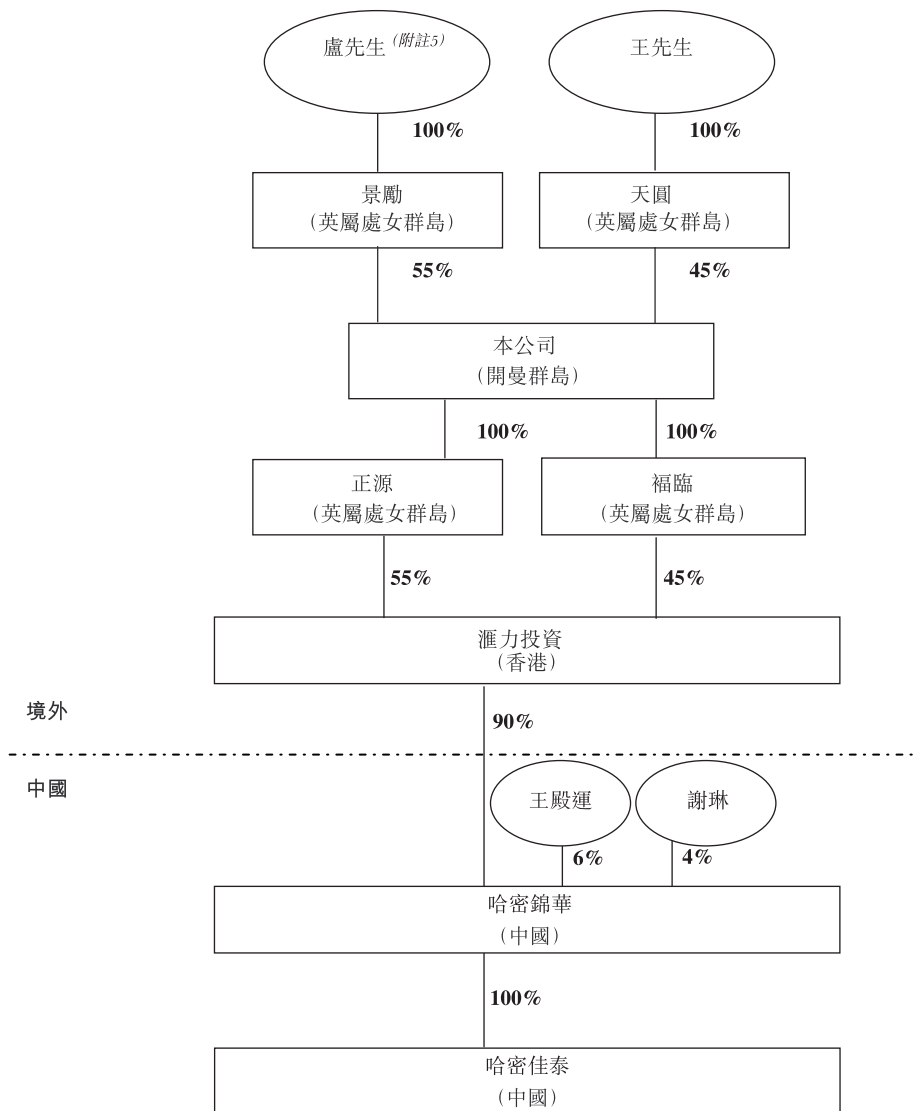 盧先生 (附註5)
王先生
100%
100%
景勵
(英屬處女群島)
天圓
(英屬處女群島)
55%
45%
本公司
(開曼群島)
100%
100%
正源
(英屬處女群島)
福臨
(英屬處女群島)
55%
45%
滙力投資
(香港)
境外
90%
中國
王殿運
謝琳
6%
4%
哈密錦華
(中國)
100%
哈密佳泰
(中國)